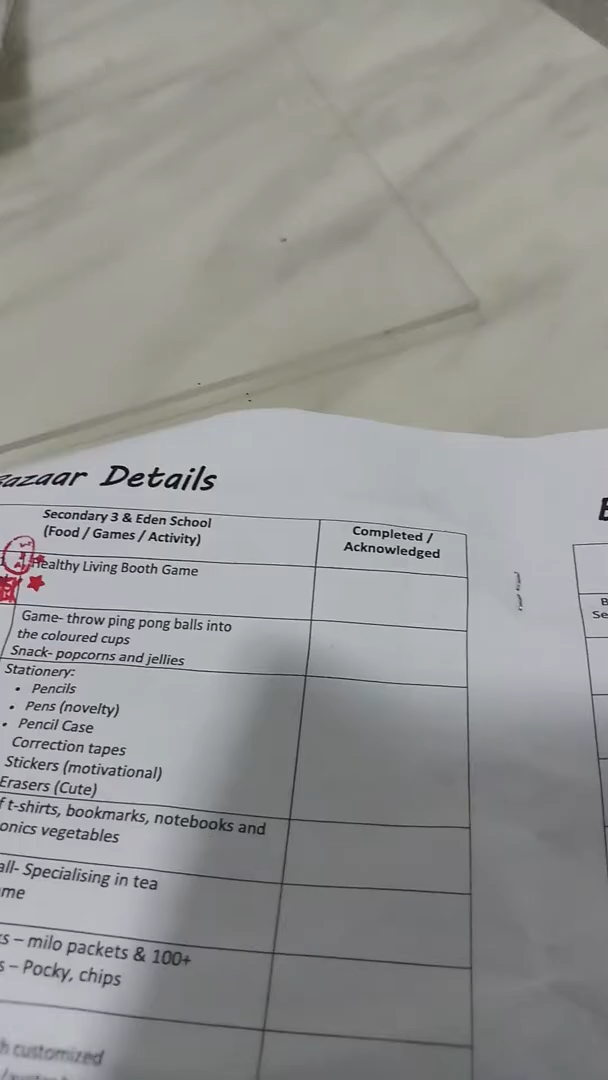 Bazaar Details
Secondary 3 & Eden School
(Food / Games / Activity)
Completed /
Acknowledged
Healthy Living Booth Game
Game- throw ping pong balls into
the coloured cups
Snack- popcorns and jellies
Stationery:
• Pencils
• Pens (novelty)
• Pencil Case
Correction tapes
Stickers (motivational)
Erasers (Cute)
t-shirts, bookmarks, notebooks and
onics vegetables
all- Specialising in tea
me
s – milo packets & 100+
s – Pocky, chips
h customized
B
Se